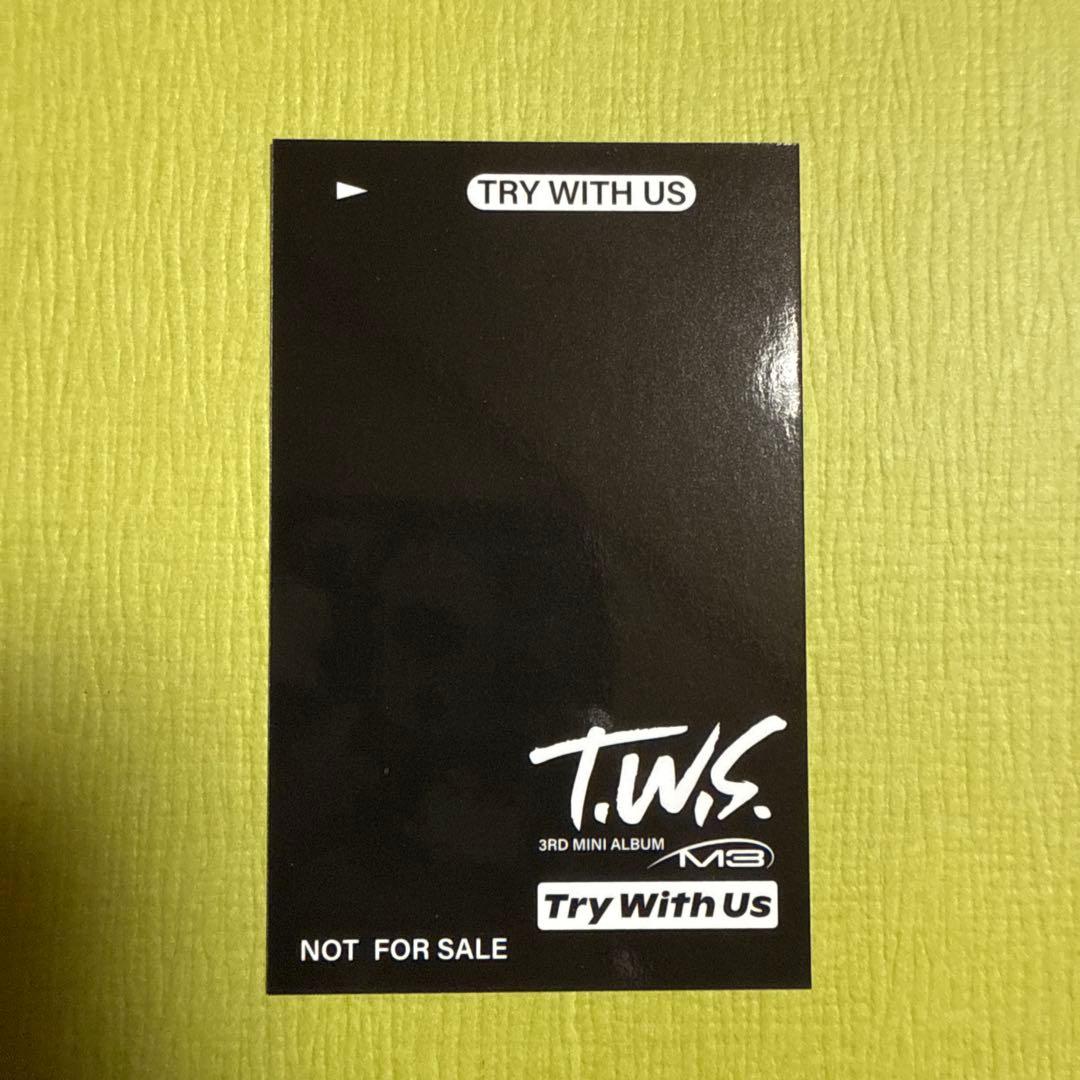 TRY WITH US
T.W.S.
3RD MINI ALBUM
M3
Try With Us
NOT FOR SALE